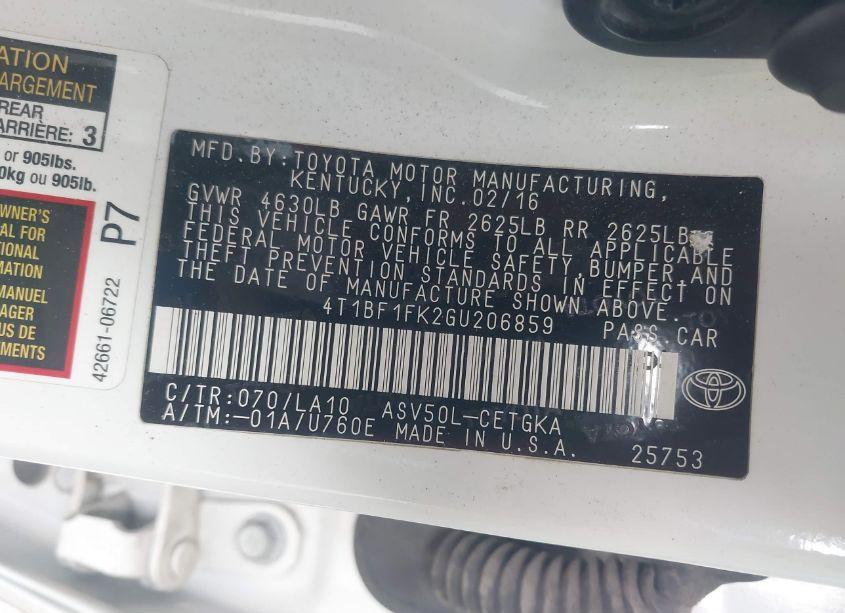 ATION
ARGEMENT
REAR
ARRIÈRE: 3
or 905lbs.
0kg ou 905lb.
WNER'S
AL FOR
TIONAL
RMATION
MANUEL
AGER
US DE
EMENTS
P7
42661-06722
MFD.BY:TOYOTA MOTOR MANUFACTURING,
KENTUCKY,INC.02/16
GVWR 4630LB GAWR FR 2625LB RR 2625LB
THIS VEHICLE CONFORMS TO ALL APPLICABLE
FEDERAL MOTOR VEHICLE SAFETY,BUMPER,AND
THEFT PREVENTION STANDARDS IN EFFECT ON
THE DATE OF MANUFACTURE SHOWN ABOVE.
4T1BF1FK2GU206859 PASS CAR
C/TR:070/LA10 ASV50L-CETGKA
A/TM:-01A/U760E MADE IN U.S.A.
25753